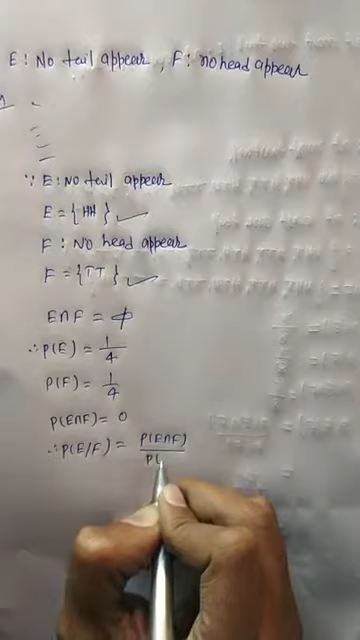 E : No tail appear, F : no head appear
∵ E : No tail appear
E = {HH}
F : No head appear
F = {TT}
E∩F = φ
∴ P(E) = 1/4
P(F) = 1/4
P(E∩F) = 0
∴ P(E/F) = P(E∩F)/P(